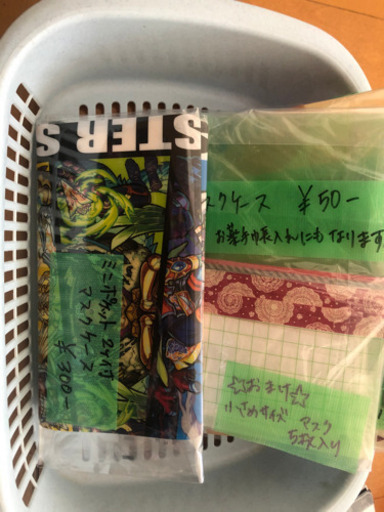 STER S
ミニポケット2ヶ付
マスクケース
¥300-
スクケース ¥50-
お薬手帳入れにもなります
☆おまけ☆
小さめサイズ マスク
5枚入り